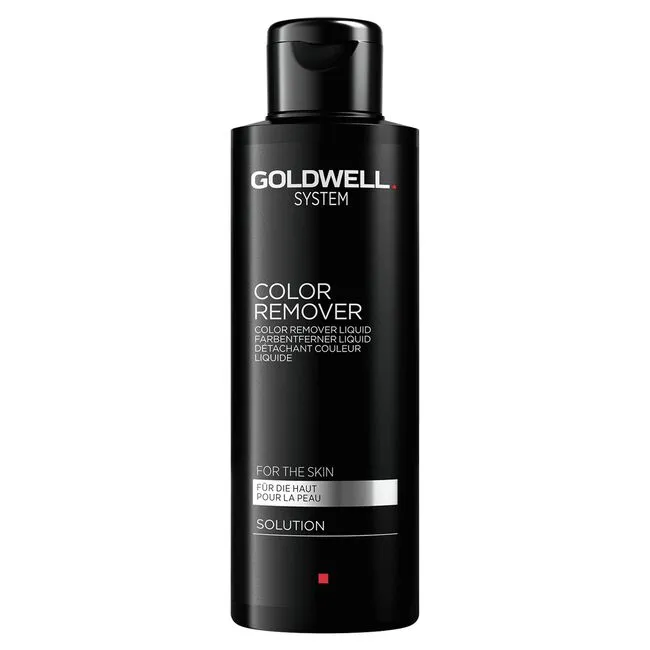 GOLDWELL.
SYSTEM
COLOR
REMOVER
COLOR REMOVER LIQUID
FARBENTFERNER LIQUID
DÉTACHANT COULEUR
LIQUIDE
FOR THE SKIN
FÜR DIE HAUT
POUR LA PEAU
SOLUTION